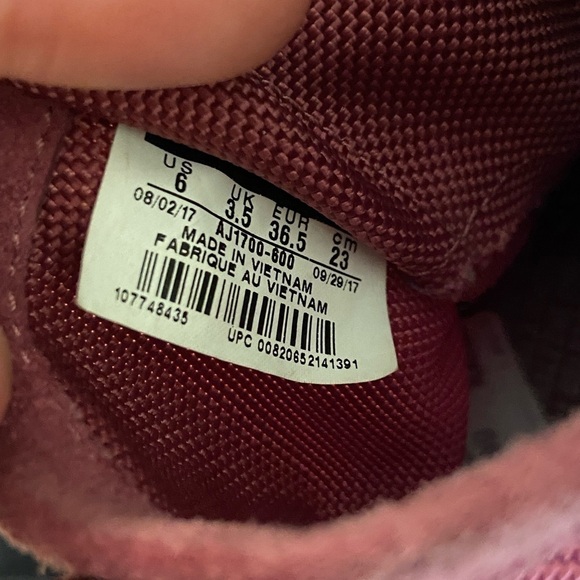 US UK EUR cm
6 3.5 36.5 23
08/02/17 AJ1700-600 09/29/17
MADE IN VIETNAM
FABRIQUE AU VIETNAM
107748435
UPC 00820652141391